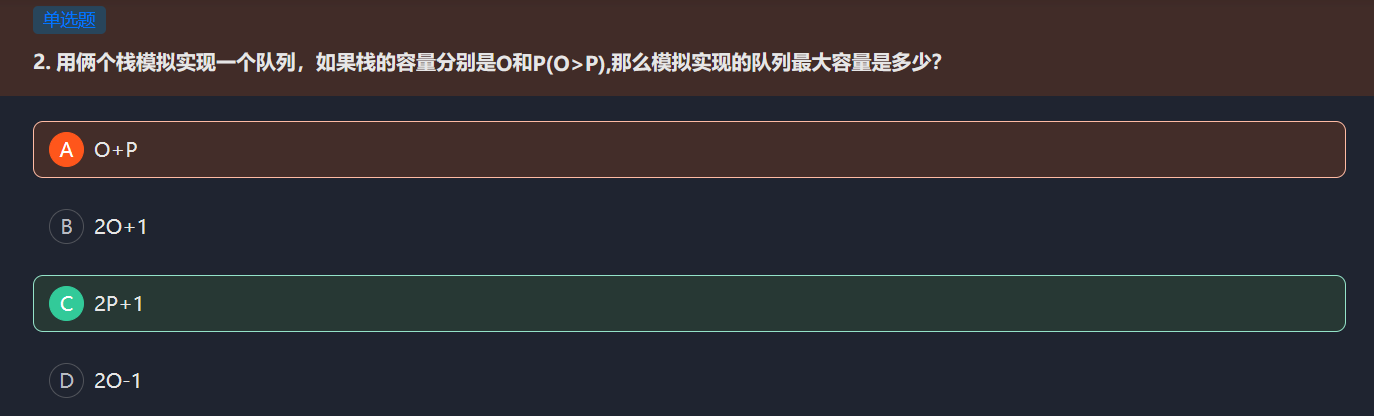 单选题
2. 用俩个栈模拟实现一个队列，如果栈的容量分别是O和P(O>P),那么模拟实现的队列最大容量是多少?
A O+P
B 2O+1
C 2P+1
D 2O-1